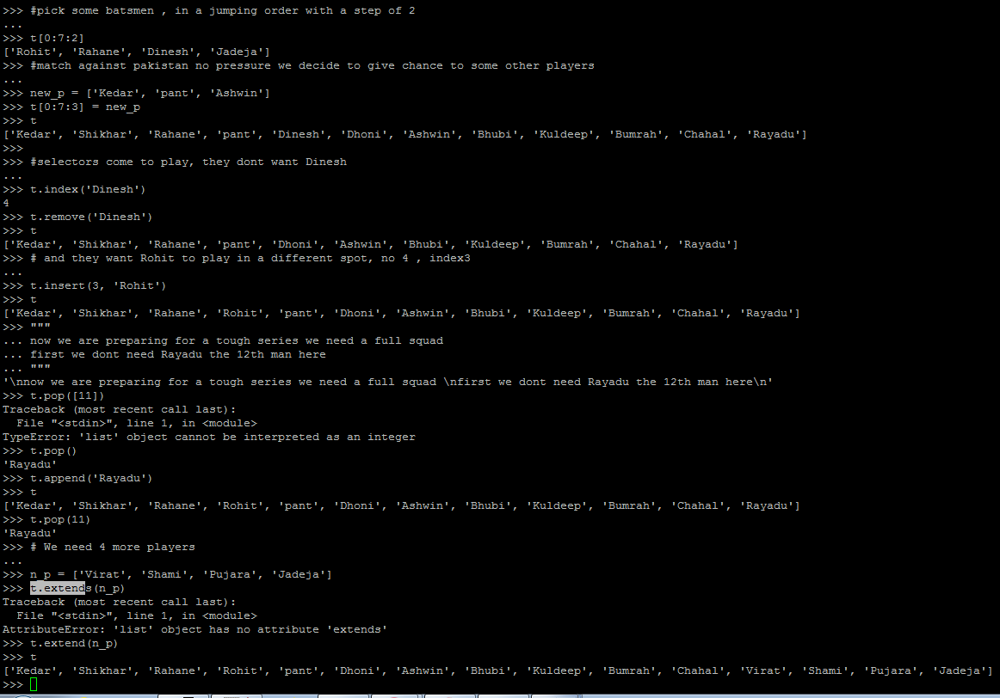 >>> #pick some batsmen , in a jumping order with a step of 2
...
>>> t[0:7:2]
['Rohit', 'Rahane', 'Dinesh', 'Jadeja']
>>> #match against pakistan no pressure we decide to give chance to some other players
...
>>> new_p = ['Kedar', 'pant', 'Ashwin']
>>> t[0:7:3] = new_p
>>> t
['Kedar', 'Shikhar', 'Rahane', 'pant', 'Dinesh', 'Dhoni', 'Ashwin', 'Bhubi', 'Kuldeep', 'Bumrah', 'Chahal', 'Rayadu']
>>>
>>> #selectors come to play, they dont want Dinesh
...
>>> t.index('Dinesh')
4
>>> t.remove('Dinesh')
>>> t
['Kedar', 'Shikhar', 'Rahane', 'pant', 'Dhoni', 'Ashwin', 'Bhubi', 'Kuldeep', 'Bumrah', 'Chahal', 'Rayadu']
>>> # and they want Rohit to play in a different spot, no 4 , index3
...
>>> t.insert(3, 'Rohit')
>>> t
['Kedar', 'Shikhar', 'Rahane', 'Rohit', 'pant', 'Dhoni', 'Ashwin', 'Bhubi', 'Kuldeep', 'Bumrah', 'Chahal', 'Rayadu']
>>> """
... now we are preparing for a tough series we need a full squad
... first we dont need Rayadu the 12th man here
... """
'\nnow we are preparing for a tough series we need a full squad \nfirst we dont need Rayadu the 12th man here\n'
>>> t.pop([11])
Traceback (most recent call last):
  File "<stdin>", line 1, in <module>
TypeError: 'list' object cannot be interpreted as an integer
>>> t.pop()
'Rayadu'
>>> t.append('Rayadu')
>>> t
['Kedar', 'Shikhar', 'Rahane', 'Rohit', 'pant', 'Dhoni', 'Ashwin', 'Bhubi', 'Kuldeep', 'Bumrah', 'Chahal', 'Rayadu']
>>> t.pop(11)
'Rayadu'
>>> # We need 4 more players
...
>>> n_p = ['Virat', 'Shami', 'Pujara', 'Jadeja']
>>> t.extends(n_p)
Traceback (most recent call last):
  File "<stdin>", line 1, in <module>
AttributeError: 'list' object has no attribute 'extends'
>>> t.extend(n_p)
>>> t
['Kedar', 'Shikhar', 'Rahane', 'Rohit', 'pant', 'Dhoni', 'Ashwin', 'Bhubi', 'Kuldeep', 'Bumrah', 'Chahal', 'Virat', 'Shami', 'Pujara', 'Jadeja']
>>>